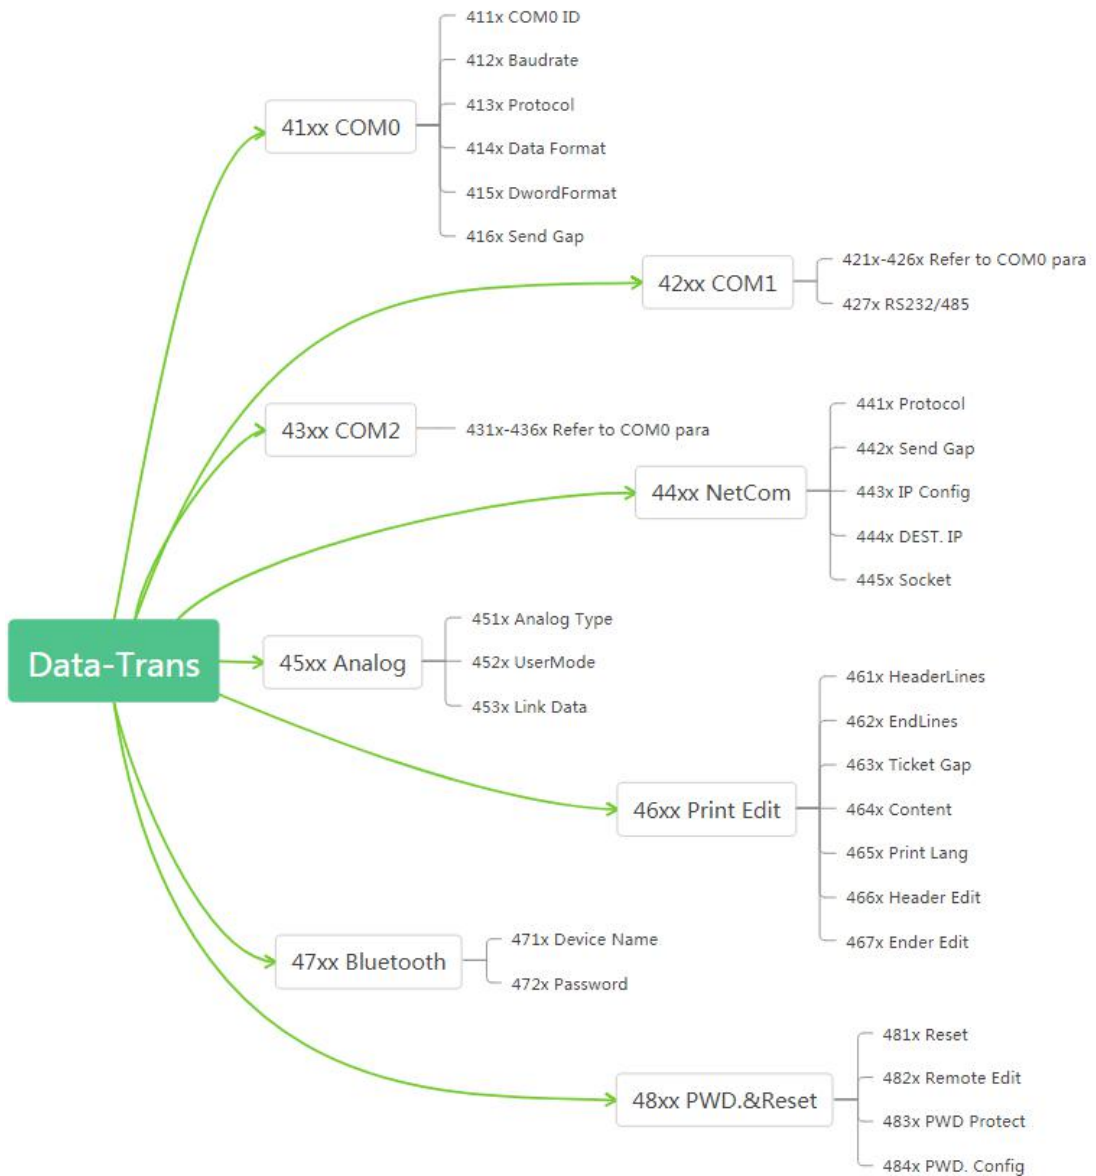 411x COM0 ID
412x Baudrate
41xx COM0
413x Protocol
414x Data Format
415x DwordFormat
416x Send Gap
42xx COM1
421x-426x Refer to COM0 para
427x RS232/485
43xx COM2
431x-436x Refer to COM0 para
44xx NetCom
441x Protocol
442x Send Gap
443x IP Config
444x DEST. IP
445x Socket
Data-Trans
45xx Analog
451x Analog Type
452x UserMode
453x Link Data
46xx Print Edit
461x HeaderLines
462x EndLines
463x Ticket Gap
464x Content
465x Print Lang
466x Header Edit
467x Ender Edit
47xx Bluetooth
471x Device Name
472x Password
48xx PWD.&Reset
481x Reset
482x Remote Edit
483x PWD Protect
484x PWD. Config